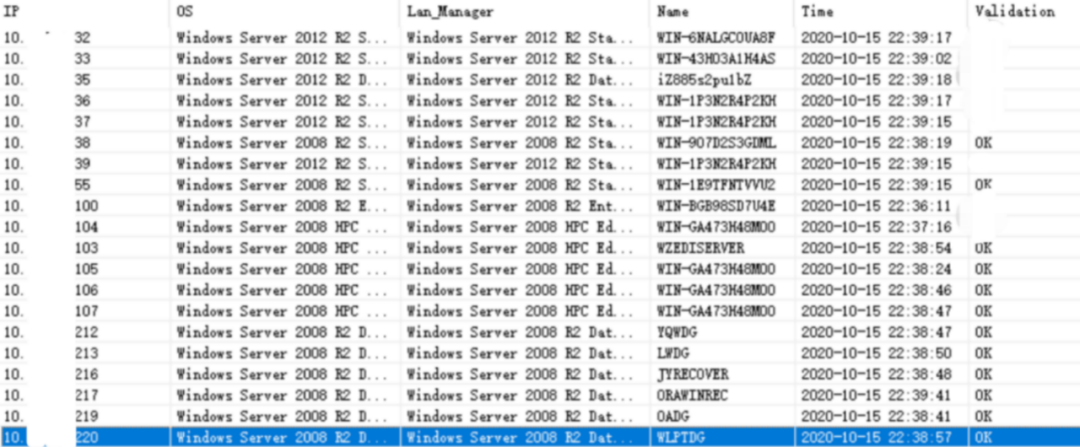 IP OS Lan_Manager Name Time Validation
10. 32 Windows Server 2012 R2 S... Windows Server 2012 R2 Sta... WIN-6NALGCOUA8F 2020-10-15 22:39:17
10. 33 Windows Server 2012 R2 S... Windows Server 2012 R2 Sta... WIN-43HO3A1H4AS 2020-10-15 22:39:02
10. 35 Windows Server 2012 R2 D... Windows Server 2012 R2 Dat... iZ885s2pu1bZ 2020-10-15 22:39:18
10. 36 Windows Server 2012 R2 S... Windows Server 2012 R2 Sta... WIN-1P3N2R4P2KH 2020-10-15 22:39:17
10. 37 Windows Server 2012 R2 S... Windows Server 2012 R2 Sta... WIN-1P3N2R4P2KH 2020-10-15 22:39:15
10. 38 Windows Server 2008 R2 S... Windows Server 2008 R2 Sta... WIN-907D2S3GDML 2020-10-15 22:38:19 OK
10. 39 Windows Server 2012 R2 S... Windows Server 2012 R2 Sta... WIN-1P3N2R4P2KH 2020-10-15 22:39:15
10. 55 Windows Server 2008 R2 S... Windows Server 2008 R2 Sta... WIN-1E9TFNTVVU2 2020-10-15 22:39:15 OK
10. 100 Windows Server 2008 R2 E... Windows Server 2008 R2 Ent... WIN-BGB98SD7U4E 2020-10-15 22:36:11
10. 104 Windows Server 2008 HPC ... Windows Server 2008 HPC Ed... WIN-GA473H48MOO 2020-10-15 22:37:16
10. 103 Windows Server 2008 HPC ... Windows Server 2008 HPC Ed... WZEDISERVER 2020-10-15 22:38:54 OK
10. 105 Windows Server 2008 HPC ... Windows Server 2008 HPC Ed... WIN-GA473H48MOO 2020-10-15 22:38:24 OK
10. 106 Windows Server 2008 HPC ... Windows Server 2008 HPC Ed... WIN-GA473H48MOO 2020-10-15 22:38:46 OK
10. 107 Windows Server 2008 HPC ... Windows Server 2008 HPC Ed... WIN-GA473H48MOO 2020-10-15 22:38:47 OK
10. 212 Windows Server 2008 R2 D... Windows Server 2008 R2 Dat... YQWDG 2020-10-15 22:38:47 OK
10. 213 Windows Server 2008 R2 D... Windows Server 2008 R2 Dat... LWDG 2020-10-15 22:38:50 OK
10. 216 Windows Server 2008 R2 D... Windows Server 2008 R2 Dat... JYRECOVER 2020-10-15 22:38:48 OK
10. 217 Windows Server 2008 R2 D... Windows Server 2008 R2 Dat... ORAWINREC 2020-10-15 22:39:41 OK
10. 219 Windows Server 2008 R2 D... Windows Server 2008 R2 Dat... OADG 2020-10-15 22:38:41 OK
10. 220 Windows Server 2008 R2 D... Windows Server 2008 R2 Dat... WLPTDG 2020-10-15 22:38:57 OK